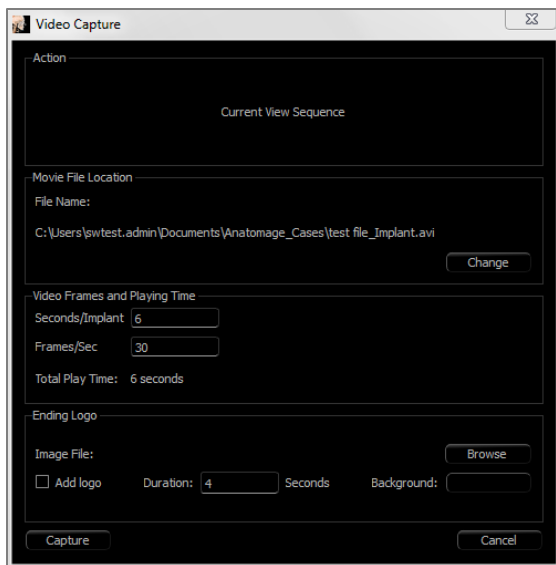 Video Capture
Action
Current View Sequence
Movie File Location
File Name:
C:\Users\swtest.admin\Documents\Anatomage_Cases\test file_Implant.avi
Change
Video Frames and Playing Time
Seconds/Implant 6
Frames/Sec 30
Total Play Time: 6 seconds
Ending Logo
Image File: Browse
Add logo Duration: 4 Seconds Background:
Capture Cancel